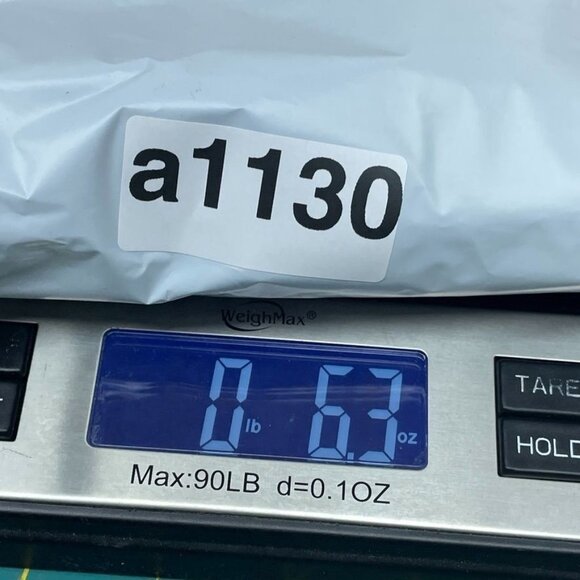 a1130
WeighMax®
0 lb 6.3 oz
TARE
HOLD
Max:90LB d=0.1OZ